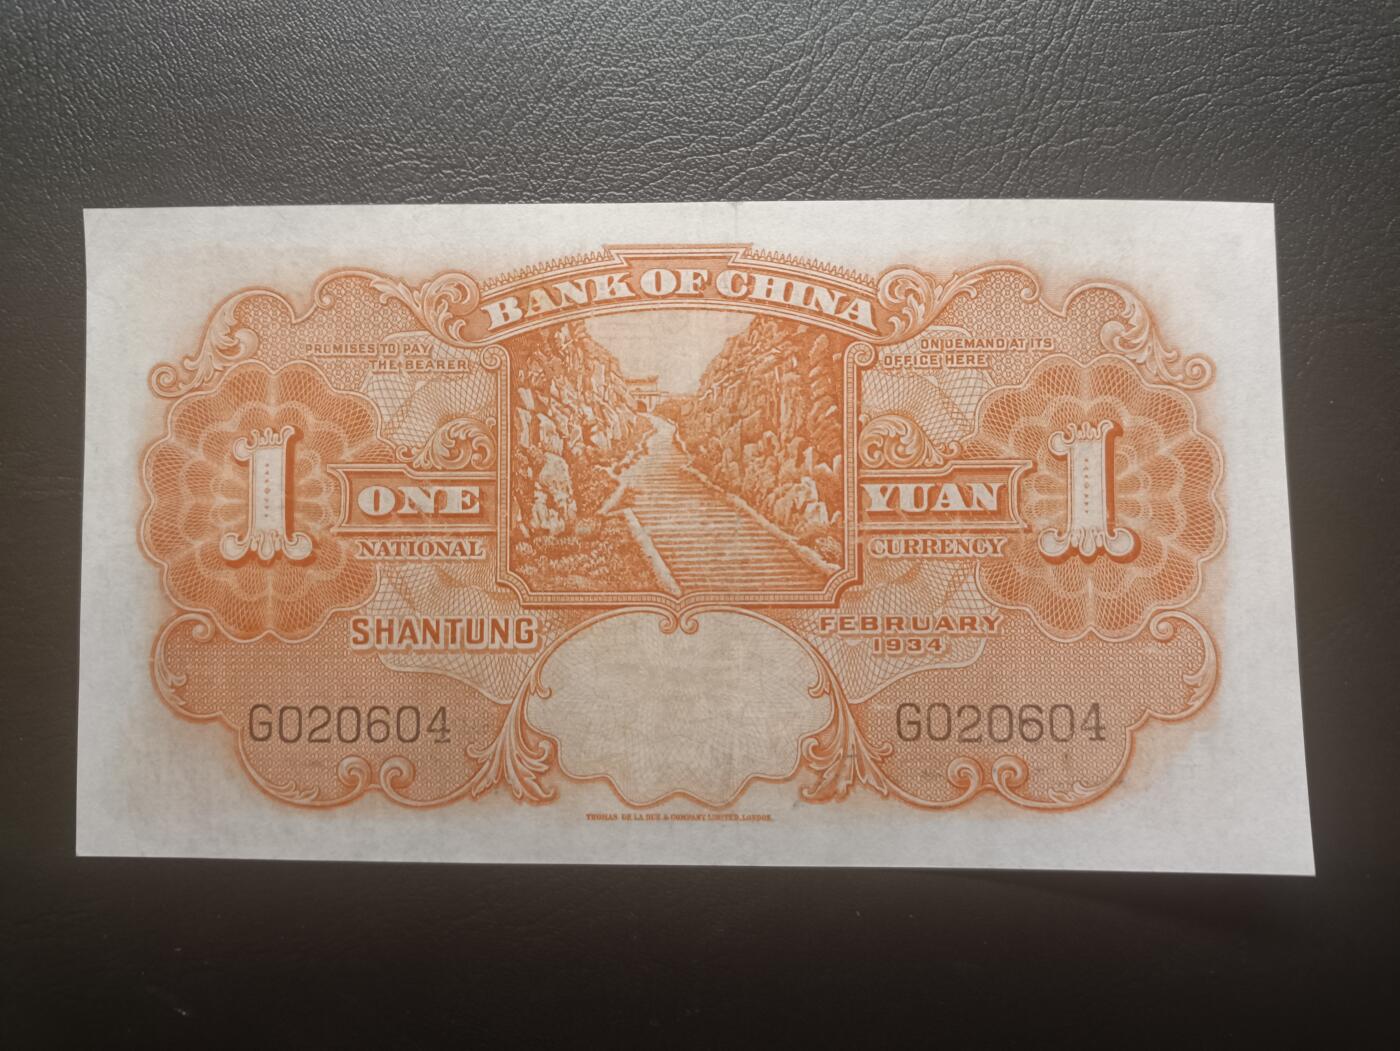 BANK OF CHINA
PROMISES TO PAY
THE BEARER
ON DEMAND AT ITS
OFFICE HERE
1
ONE
YUAN
1
NATIONAL
CURRENCY
SHANTUNG
FEBRUARY
1934
G020604
G020604
THOMAS DE LA RUE & COMPANY LIMITED, LONDON.